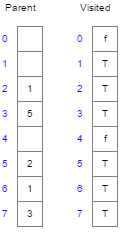 Parent Visited
0 0 f
1 1 T
2 1 2 T
3 5 3 T
4 4 f
5 2 5 T
6 1 6 T
7 3 7 T